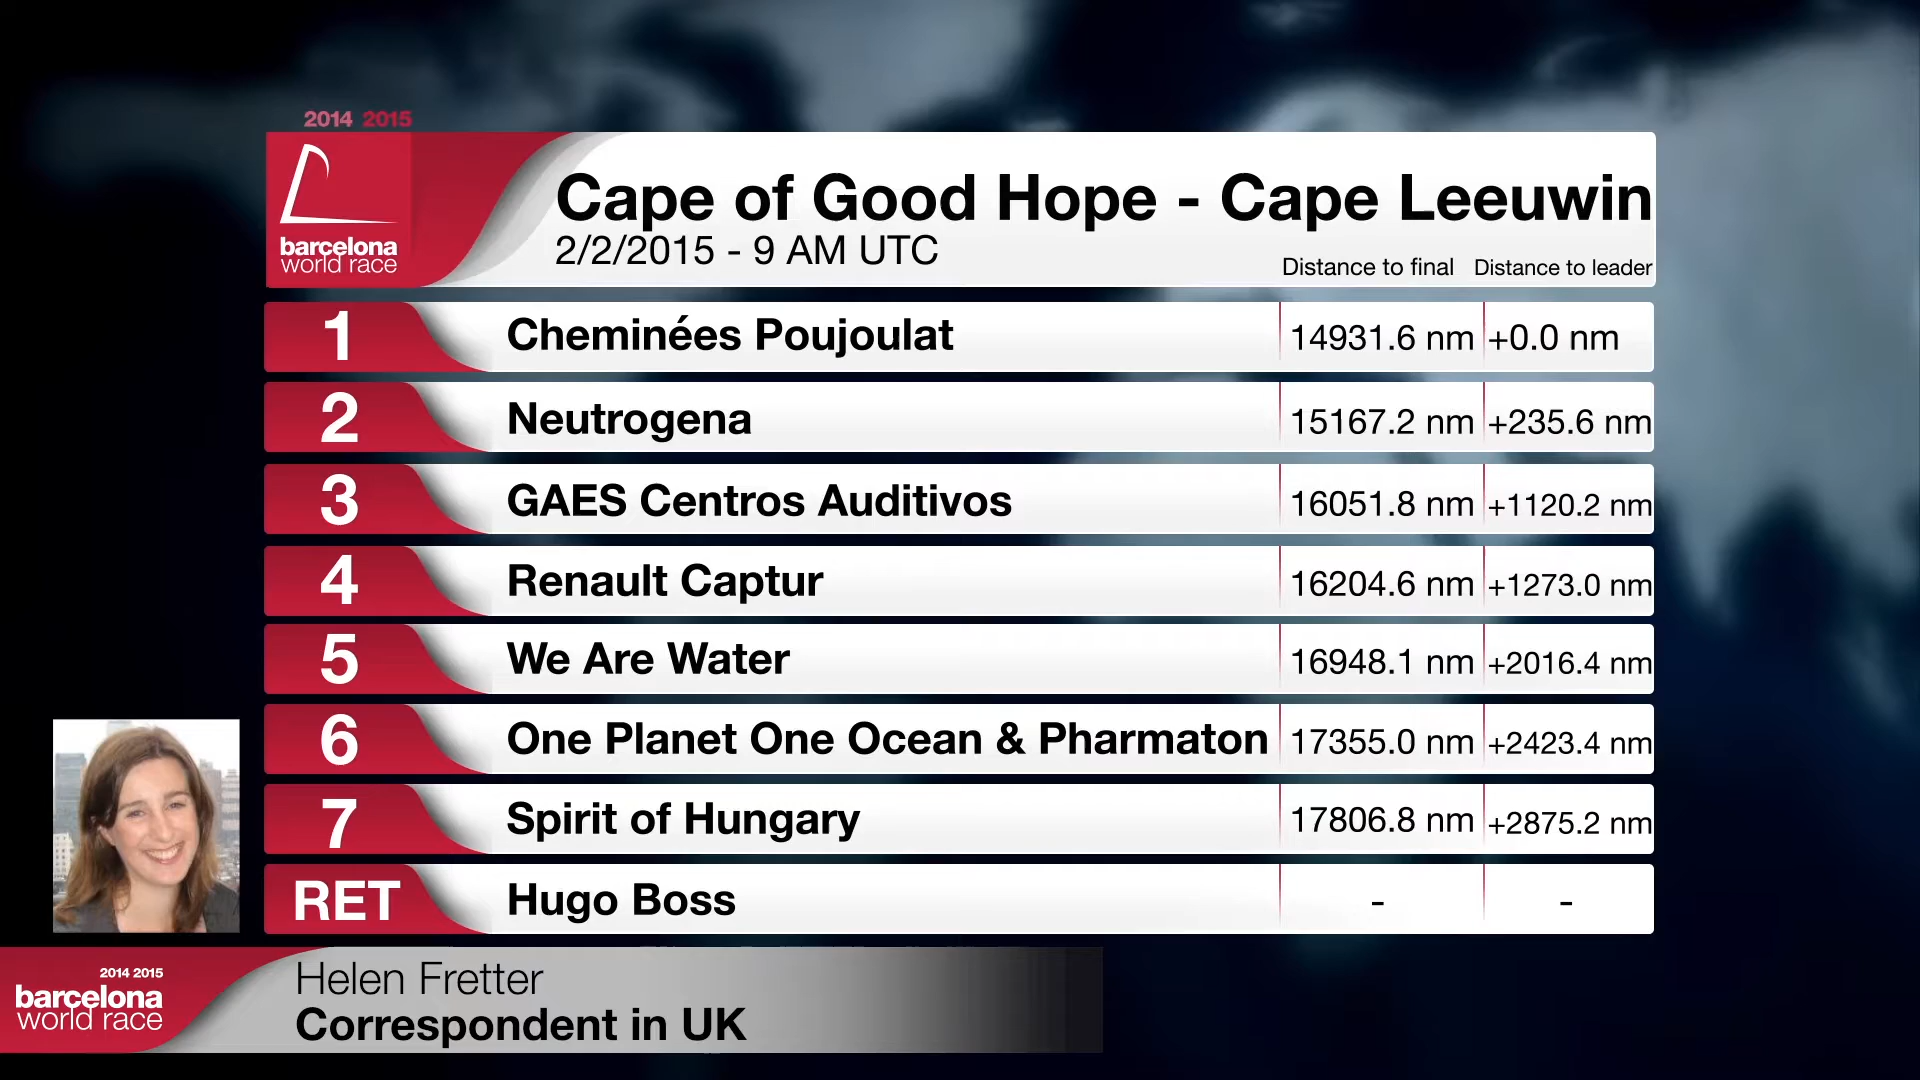 2014 2015
barcelona
world race
Cape of Good Hope - Cape Leeuwin
2/2/2015 - 9 AM UTC
Distance to final Distance to leader
1 Cheminées Poujoulat 14931.6 nm +0.0 nm
2 Neutrogena 15167.2 nm +235.6 nm
3 GAES Centros Auditivos 16051.8 nm +1120.2 nm
4 Renault Captur 16204.6 nm +1273.0 nm
5 We Are Water 16948.1 nm +2016.4 nm
6 One Planet One Ocean & Pharmaton 17355.0 nm +2423.4 nm
7 Spirit of Hungary 17806.8 nm +2875.2 nm
RET Hugo Boss - -
2014 2015
barcelona
world race
Helen Fretter
Correspondent in UK